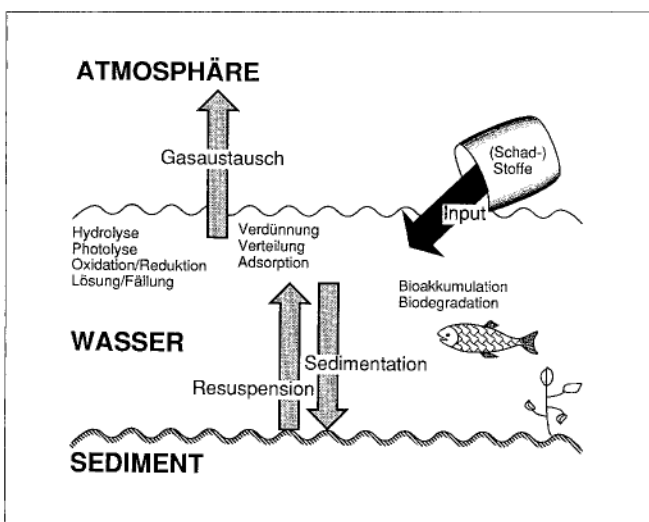 ATMOSPHÄRE
Gasaustausch
(Schad-)
Stoffe
Input
Hydrolyse
Photolyse
Oxidation/Reduktion
Lösung/Fällung
Verdünnung
Verteilung
Adsorption
Bioakkumulation
Biodegradation
WASSER
Sedimentation
Resuspension
SEDIMENT